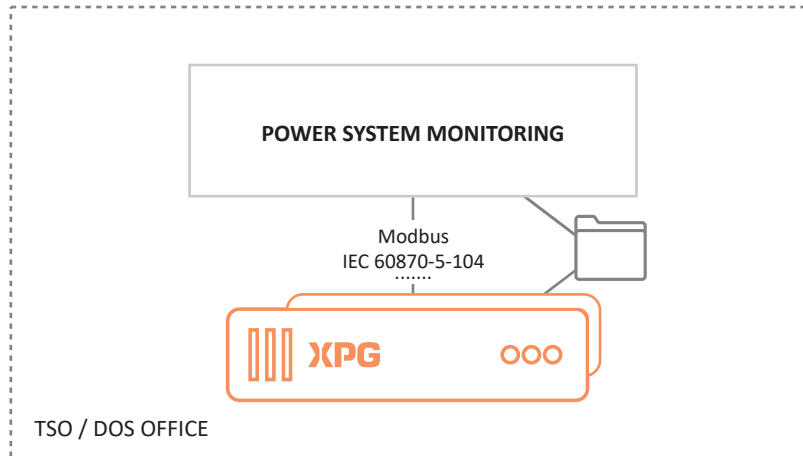 POWER SYSTEM MONITORING
Modbus
IEC 60870-5-104
.......
XPG
TSO / DOS OFFICE